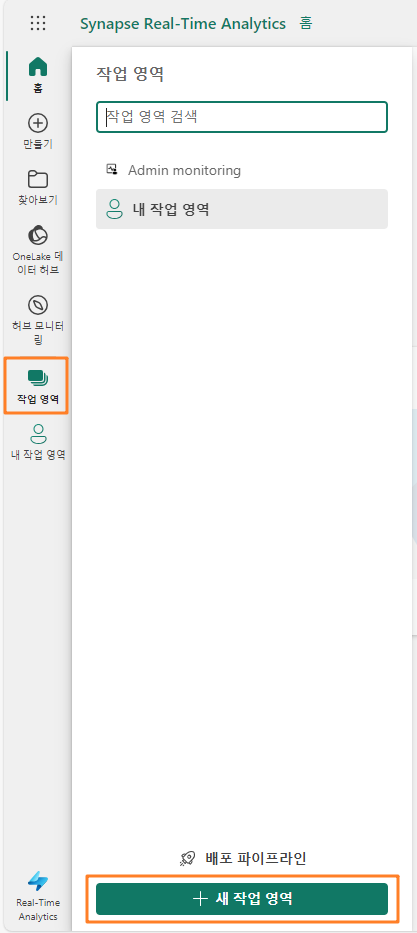 Synapse Real-Time Analytics 홈
홈
만들기
찾아보기
OneLake 데
이터 허브
허브 모니터
링
작업 영역
내 작업 영역
Real-Time
Analytics
작업 영역
작업 영역 검색
Admin monitoring
내 작업 영역
배포 파이프라인
새 작업 영역